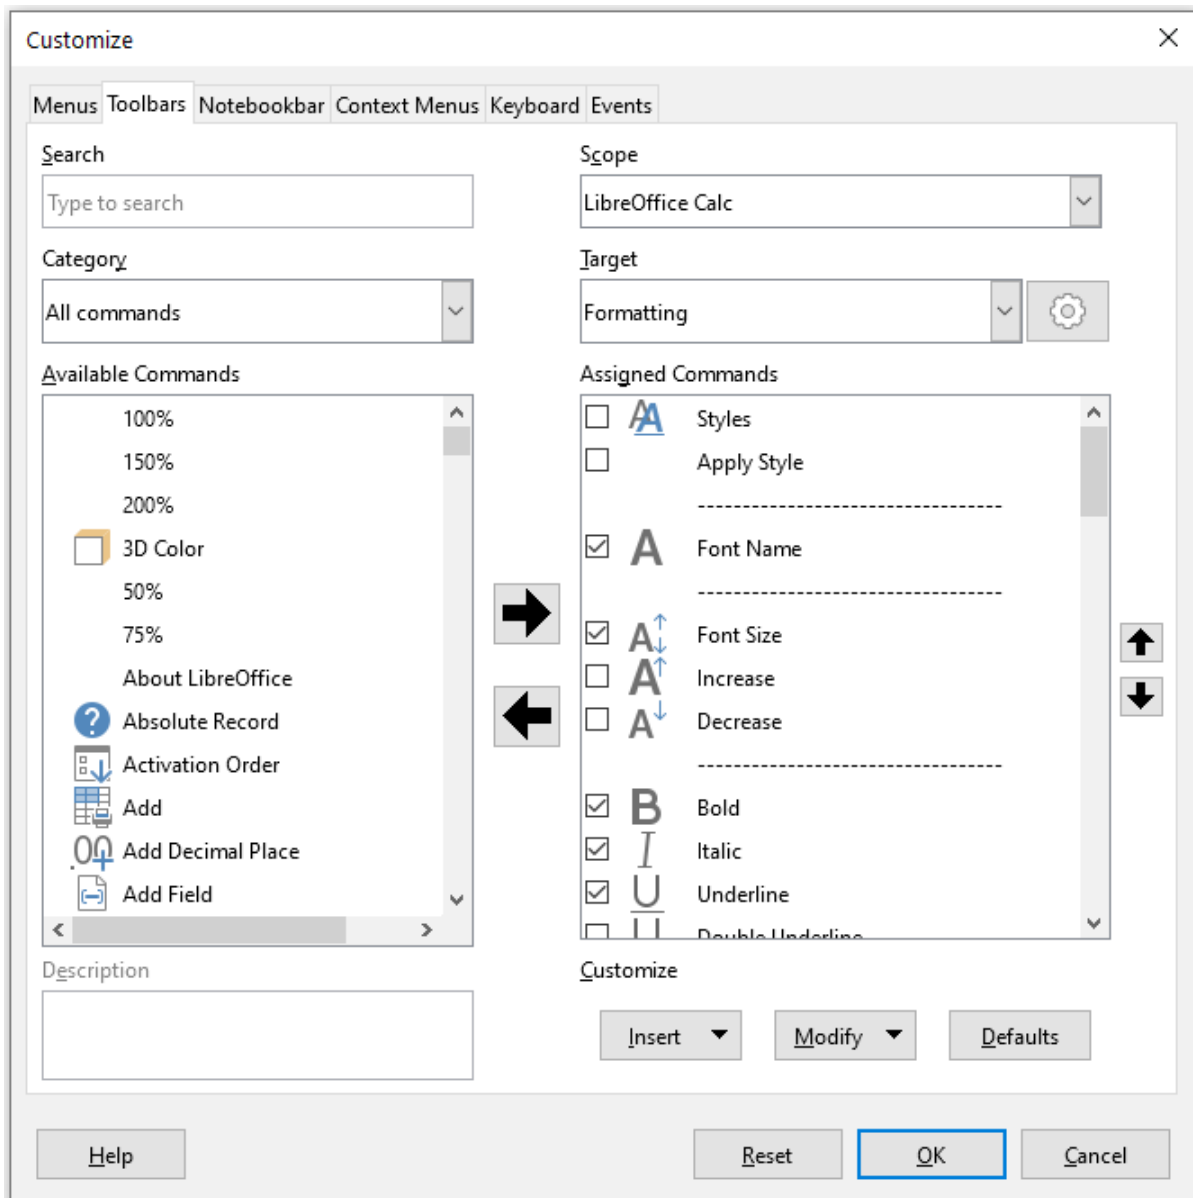 Customize
Menus Toolbars Notebookbar Context Menus Keyboard Events
Search
Type to search
Category
All commands
Available Commands
100%
150%
200%
3D Color
50%
75%
About LibreOffice
Absolute Record
Activation Order
Add
Add Decimal Place
Add Field
Description
Scope
LibreOffice Calc
Target
Formatting
Assigned Commands
Styles
Apply Style
--------------------------------
Font Name
--------------------------------
Font Size
Increase
Decrease
--------------------------------
Bold
Italic
Underline
Double Underline
Customize
Insert Modify Defaults
Help Reset OK Cancel